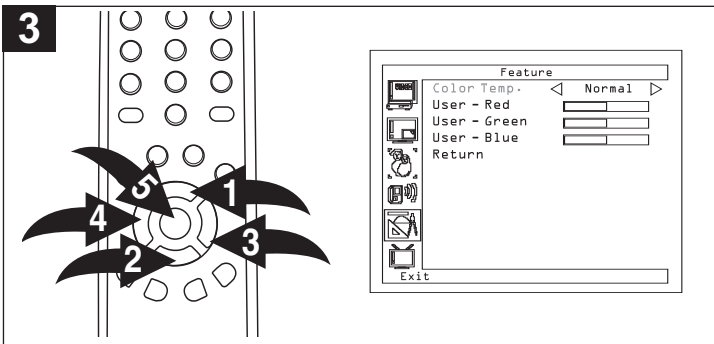 3
1
2
3
4
5
Feature
Color Temp. Normal
User - Red
User - Green
User - Blue
Return
Exit